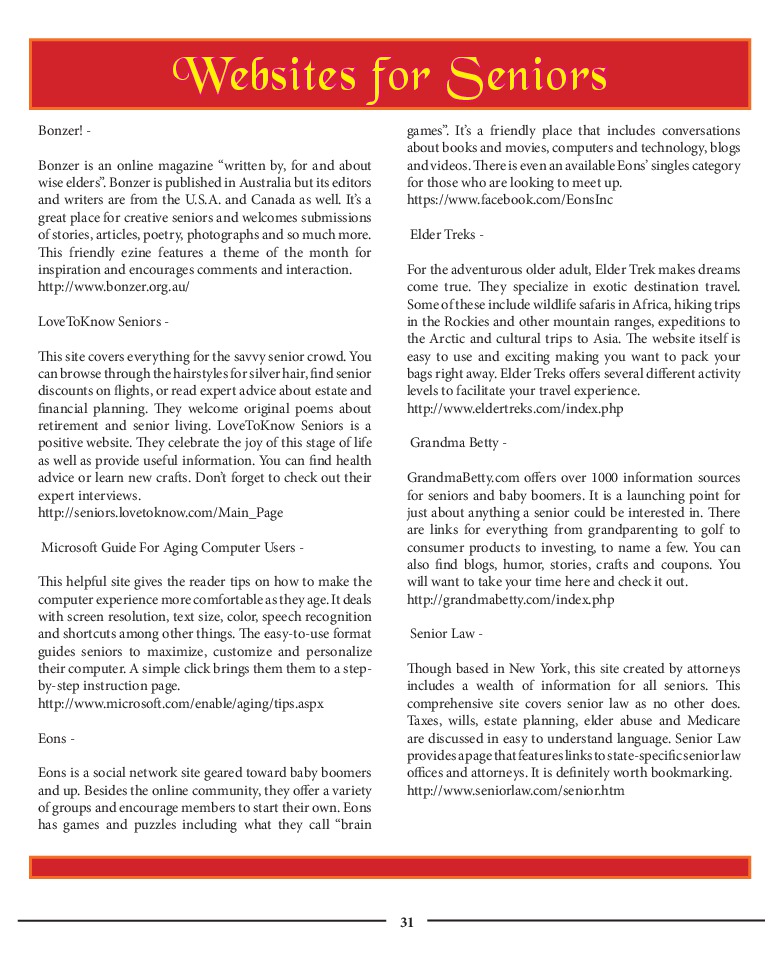 Websites for Seniors
Bonzer! -
Bonzer is an online magazine “written by, for and about
wise elders”. Bonzer is published in Australia but its editors
and writers are from the U.S.A. and Canada as well. It’s a
great place for creative seniors and welcomes submissions
of stories, articles, poetry, photographs and so much more.
This friendly ezine features a theme of the month for
inspiration and encourages comments and interaction.
http://www.bonzer.org.au/
LoveToKnow Seniors -
This site covers everything for the savvy senior crowd. You
can browse through the hairstyles for silver hair, find senior
discounts on flights, or read expert advice about estate and
financial planning. They welcome original poems about
retirement and senior living. LoveToKnow Seniors is a
positive website. They celebrate the joy of this stage of life
as well as provide useful information. You can find health
advice or learn new crafts. Don’t forget to check out their
expert interviews.
http://seniors.lovetoknow.com/Main_Page
Microsoft Guide For Aging Computer Users -
This helpful site gives the reader tips on how to make the
computer experience more comfortable as they age. It deals
with screen resolution, text size, color, speech recognition
and shortcuts among other things. The easy-to-use format
guides seniors to maximize, customize and personalize
their computer. A simple click brings them them to a step-
by-step instruction page.
http://www.microsoft.com/enable/aging/tips.aspx
Eons -
Eons is a social network site geared toward baby boomers
and up. Besides the online community, they offer a variety
of groups and encourage members to start their own. Eons
has games and puzzles including what they call “brain
games”. It’s a friendly place that includes conversations
about books and movies, computers and technology, blogs
and videos. There is even an available Eons’ singles category
for those who are looking to meet up.
https://www.facebook.com/EonsInc
Elder Treks -
For the adventurous older adult, Elder Trek makes dreams
come true. They specialize in exotic destination travel.
Some of these include wildlife safaris in Africa, hiking trips
in the Rockies and other mountain ranges, expeditions to
the Arctic and cultural trips to Asia. The website itself is
easy to use and exciting making you want to pack your
bags right away. Elder Treks offers several different activity
levels to facilitate your travel experience.
http://www.eldertreks.com/index.php
Grandma Betty -
GrandmaBetty.com offers over 1000 information sources
for seniors and baby boomers. It is a launching point for
just about anything a senior could be interested in. There
are links for everything from grandparenting to golf to
consumer products to investing, to name a few. You can
also find blogs, humor, stories, crafts and coupons. You
will want to take your time here and check it out.
http://grandmabetty.com/index.php
Senior Law -
Though based in New York, this site created by attorneys
includes a wealth of information for all seniors. This
comprehensive site covers senior law as no other does.
Taxes, wills, estate planning, elder abuse and Medicare
are discussed in easy to understand language. Senior Law
provides a page that features links to state-specific senior law
offices and attorneys. It is definitely worth bookmarking.
http://www.seniorlaw.com/senior.htm
31